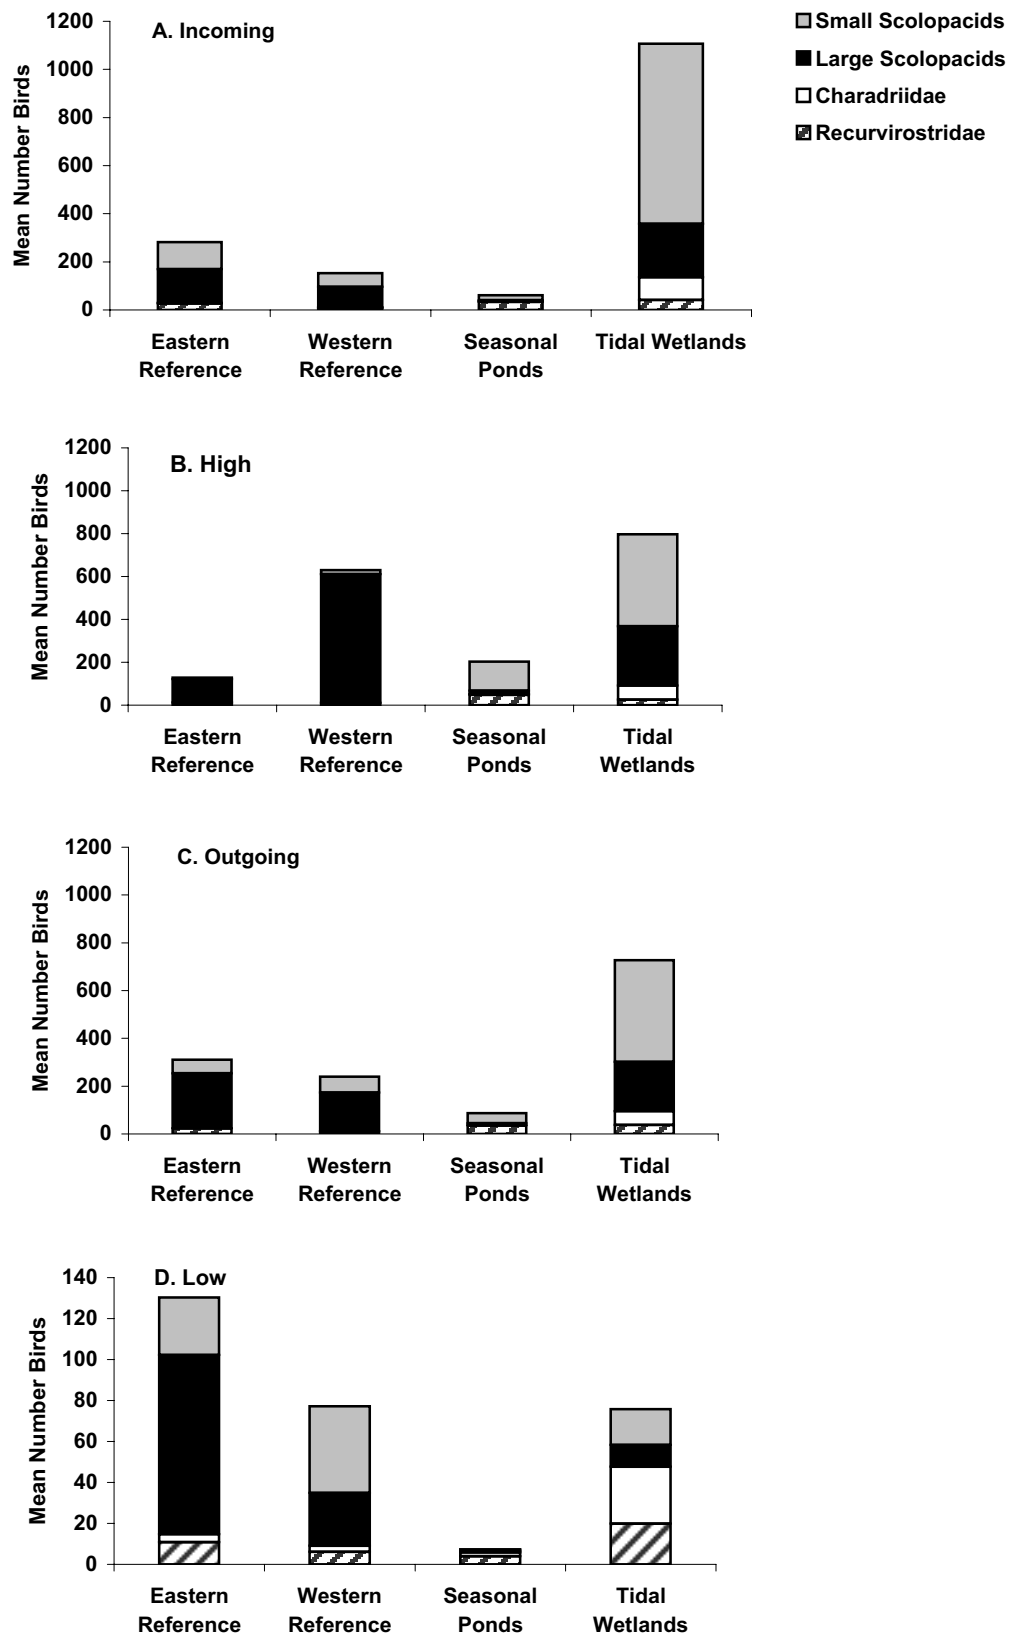 A. Incoming
Small Scolopacids
Large Scolopacids
Charadriidae
Recurvirostridae
Mean Number Birds
1200
1000
800
600
400
200
0
Eastern Reference
Western Reference
Seasonal Ponds
Tidal Wetlands
B. High
Mean Number Birds
1200
1000
800
600
400
200
0
Eastern Reference
Western Reference
Seasonal Ponds
Tidal Wetlands
C. Outgoing
Mean Number Birds
1200
1000
800
600
400
200
0
Eastern Reference
Western Reference
Seasonal Ponds
Tidal Wetlands
D. Low
Mean Number Birds
140
120
100
80
60
40
20
0
Eastern Reference
Western Reference
Seasonal Ponds
Tidal Wetlands